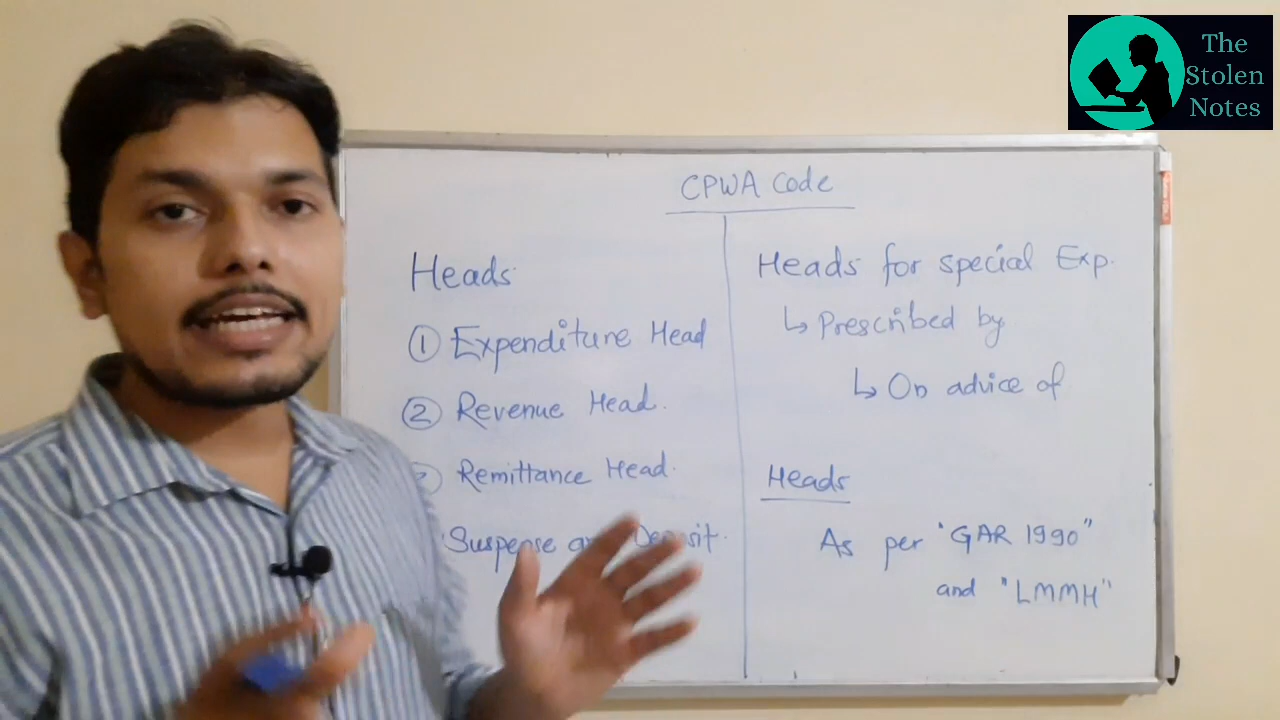 The
Stolen
Notes
CPWA Code
Heads
① Expenditure Head
② Revenue Head.
Remittance Head.
Suspense Deposit.
Heads for special Exp.
↳ Prescribed by
↳ On advice of
Heads
As per "GAR 1990"
and "LMMH"